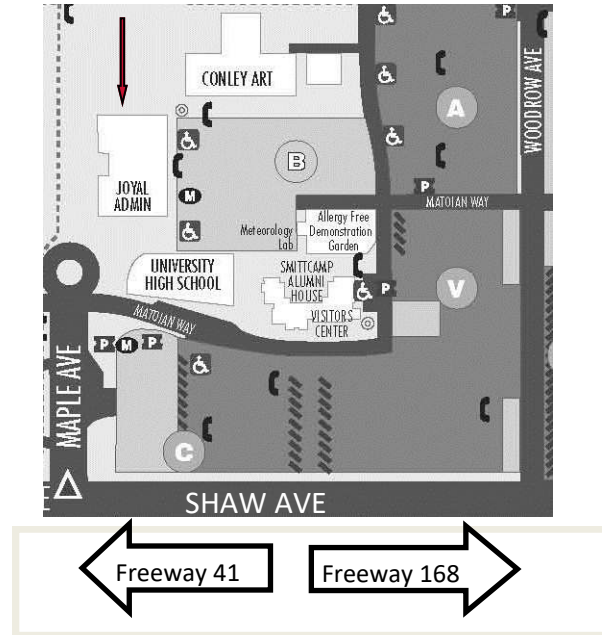 P
CONLEY ART
A
WOODROW AVE
B
JOYAL
ADMIN
M
P
MATOIAN WAY
Meteorology
Lab
Allergy Free
Demonstration
Garden
UNIVERSITY
HIGH SCHOOL
SMITTCAMP
ALUMNI
HOUSE
P
V
VISITORS
CENTER
MATOIAN WAY
P
M
P
MAPLE AVE
C
SHAW AVE
Freeway 41
Freeway 168